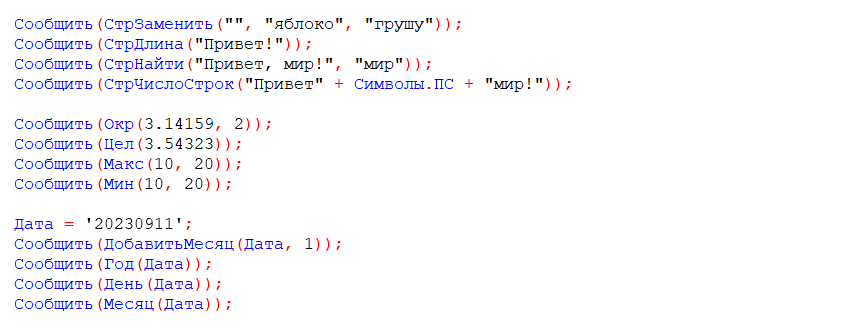 Сообщить(СтрЗаменить("", "яблоко", "грушу"));
Сообщить(СтрДлина("Привет!"));
Сообщить(СтрНайти("Привет, мир!", "мир"));
Сообщить(СтрЧислоСтрок("Привет" + Символы.ПС + "мир!"));
Сообщить(Окр(3.14159, 2));
Сообщить(Цел(3.54323));
Сообщить(Макс(10, 20));
Сообщить(Мин(10, 20));
Дата = '20230911';
Сообщить(ДобавитьМесяц(Дата, 1));
Сообщить(Год(Дата));
Сообщить(День(Дата));
Сообщить(Месяц(Дата));